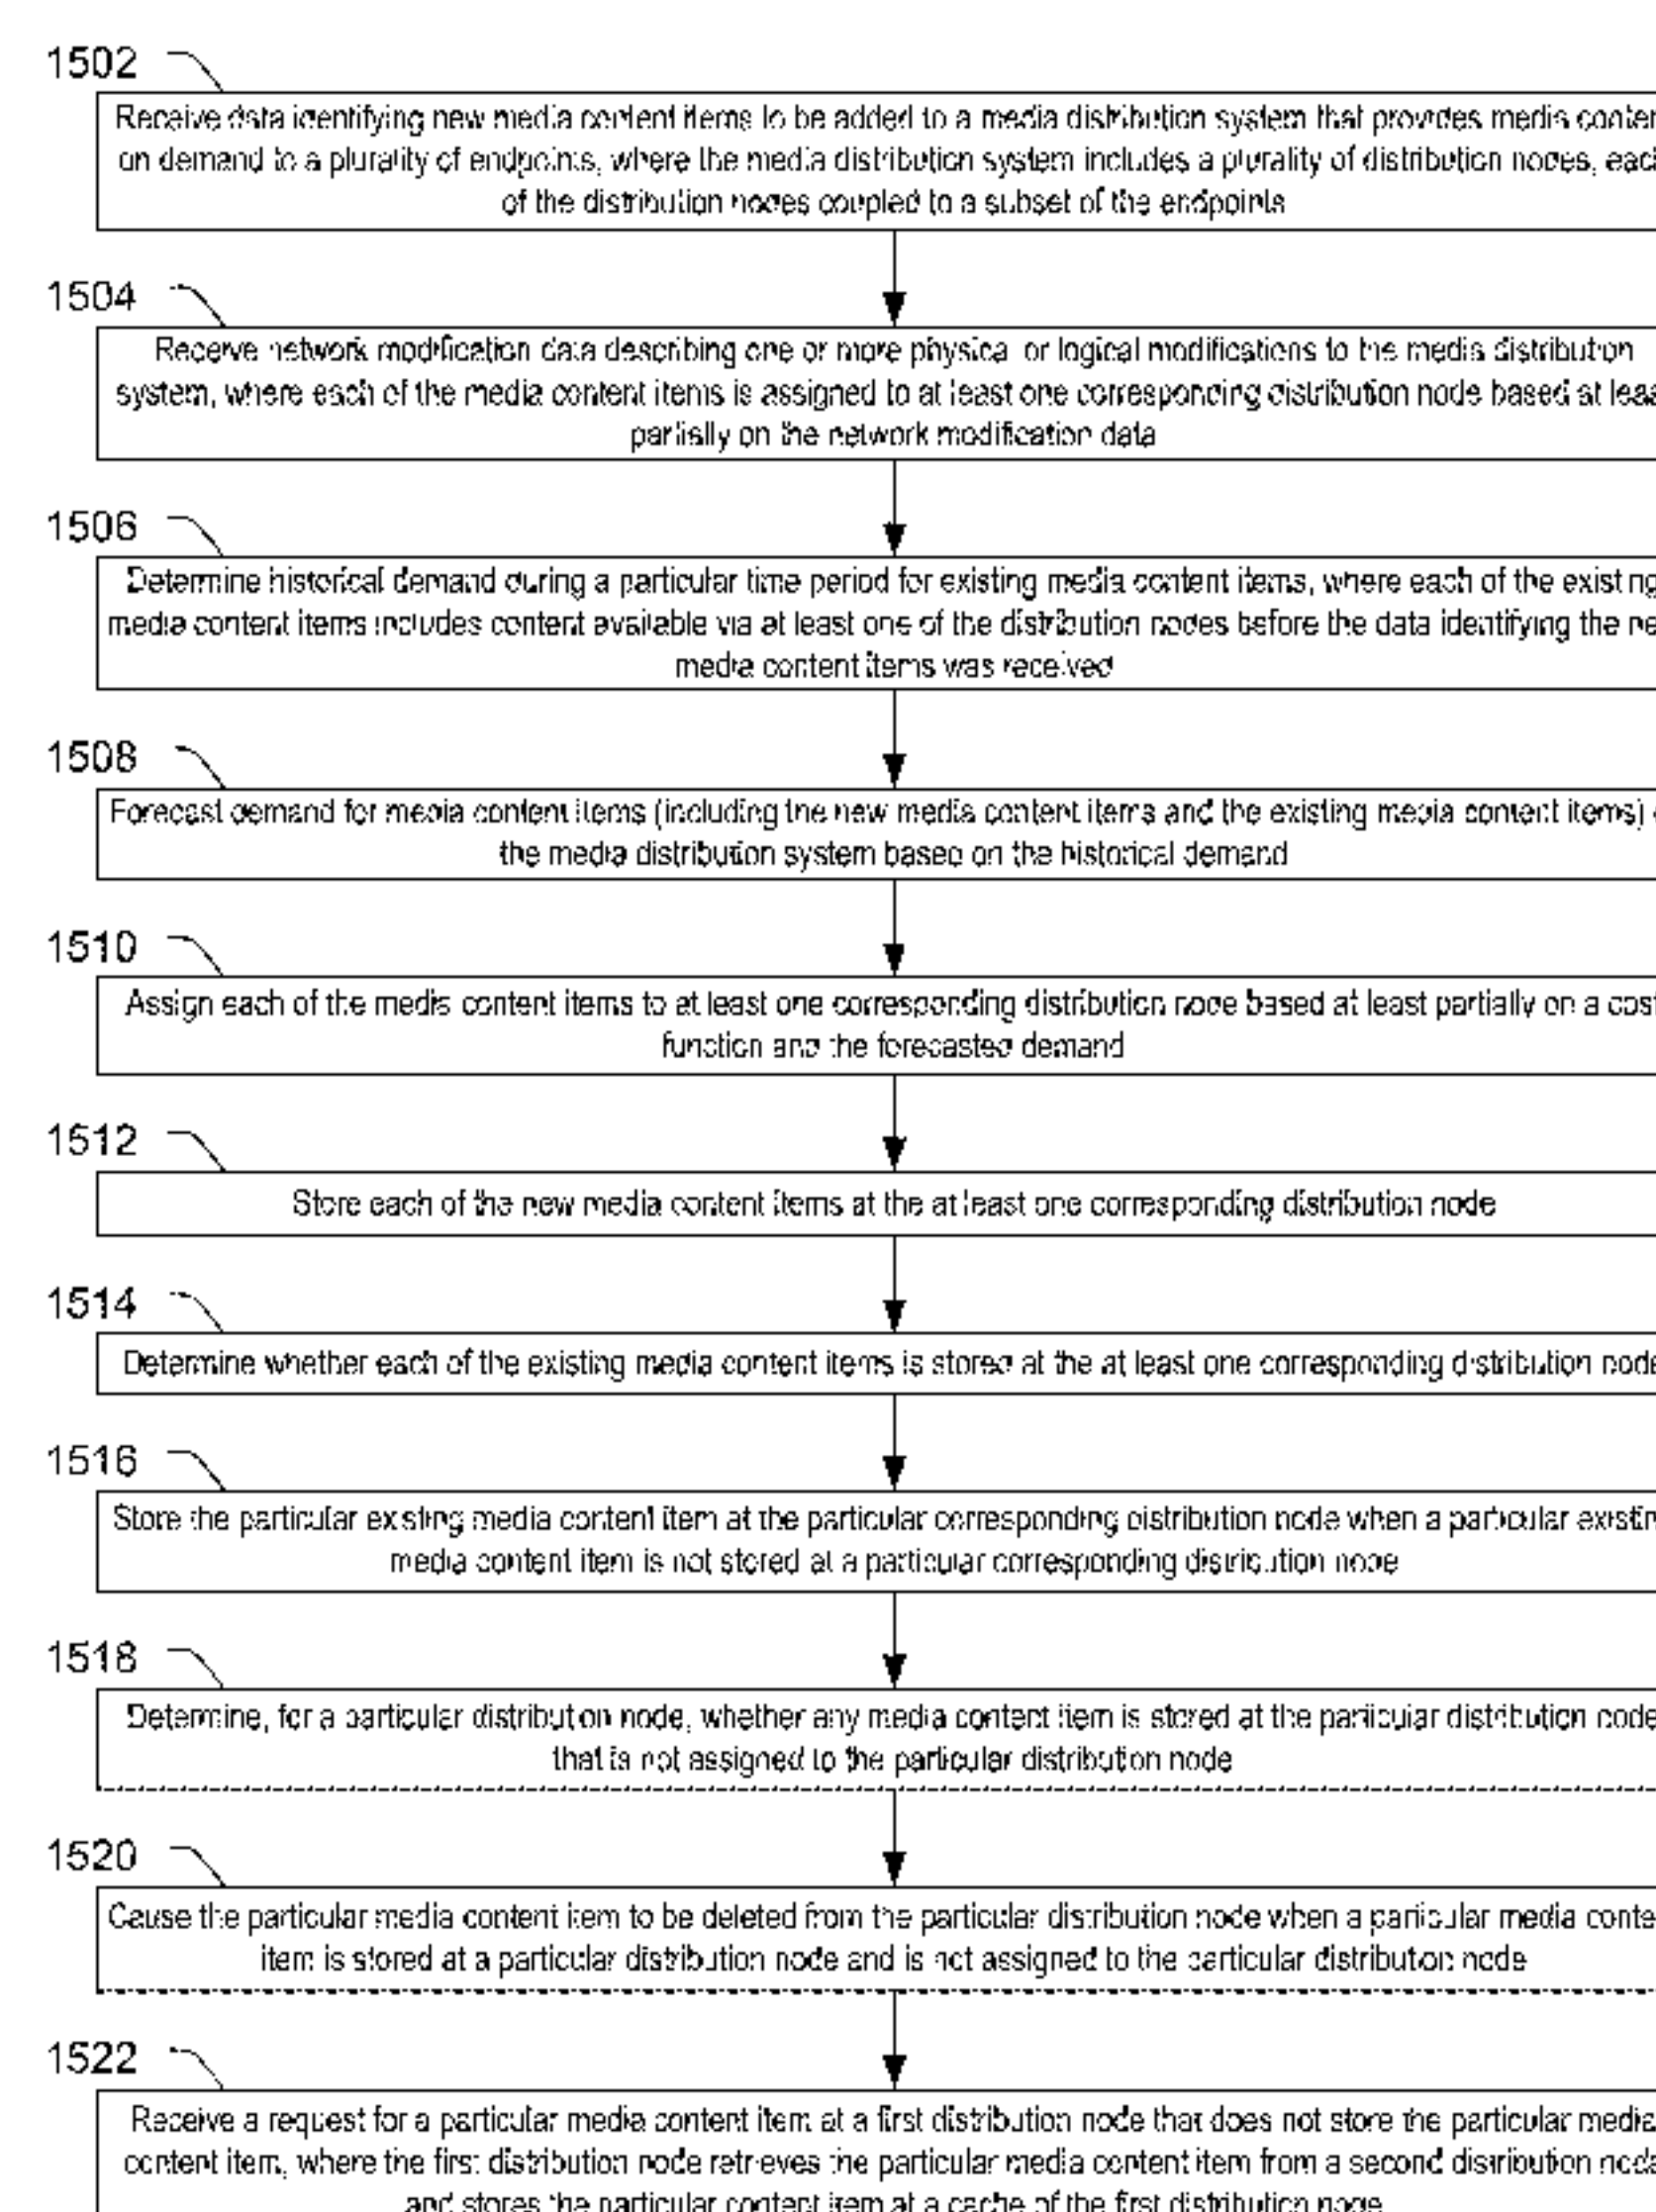 1502
Receive data identifying new media content items to be added to a media distribution system that provides media
on demand to a plurality of endpoints, where the media distribution system includes a plurality of distribution nodes,
of the distribution nodes coupled to a subset of the endpoints
1504
Receive network modification data describing one or more physical or logical modifications to the media distribution
system, where each of the media content items is assigned to at least one corresponding distribution node based at
partially on the network modification data
1506
Determine historical demand during a particular time period for existing media content items, where each of the existing
media content items includes content available via at least one of the distribution nodes before the data identifying the
media content items was received
1508
Forecast demand for media content items (including the new media content items and the existing media content items)
the media distribution system based on the historical demand
1510
Assign each of the media content items to at least one corresponding distribution node based at least partially on a cost
function and the forecasted demand
1512
Store each of the new media content items at the at least one corresponding distribution node
1514
Determine whether each of the existing media content items is stored at the at least one corresponding distribution node
1516
Store the particular existing media content item at the particular corresponding distribution node when a particular
media content item is not stored at a particular corresponding distribution node
1518
Determine, for a particular distribution node, whether any media content item is stored at the particular distribution node
that is not assigned to the particular distribution node
1520
Cause the particular media content item to be deleted from the particular distribution node when a particular media
item is stored at a particular distribution node and is not assigned to the particular distribution node
1522
Receive a request for a particular media content item at a first distribution node that does not store the particular media
content item, where the first distribution node retrieves the particular media content item from a second distribution node
and stores the particular content item at a cache of the first distribution node